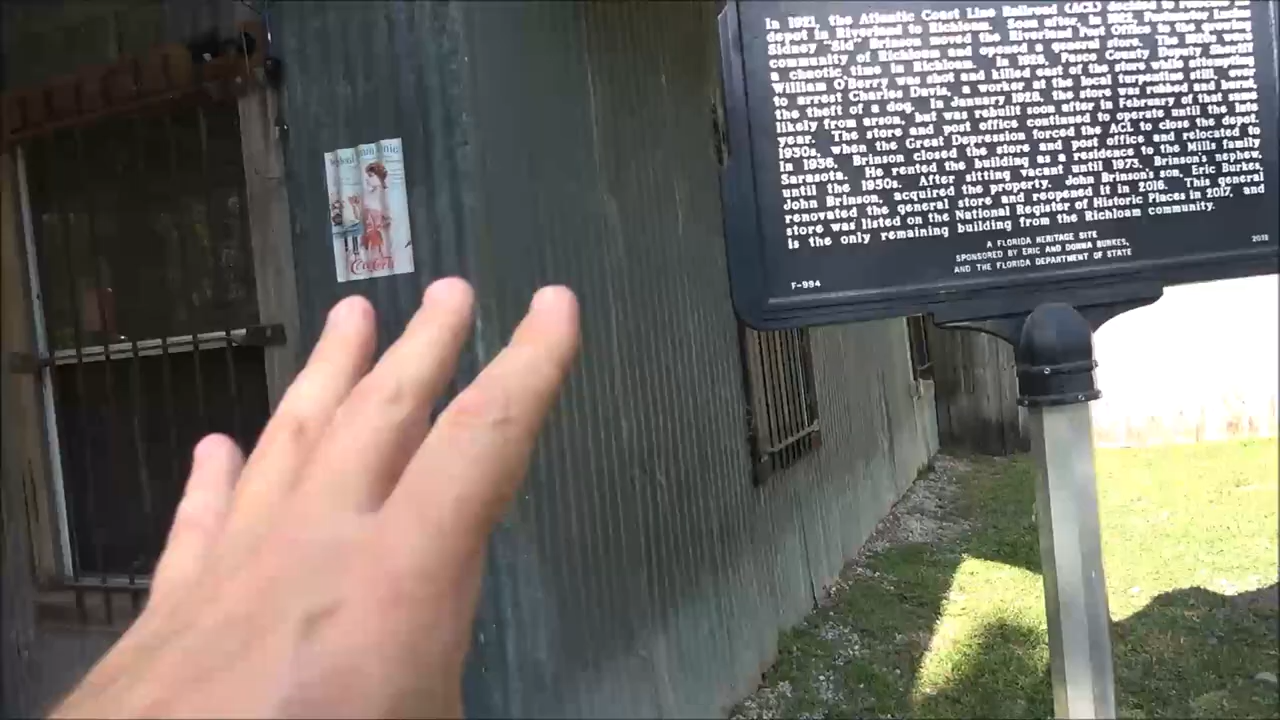 In 1921, the Atlantic Coast Line Railroad (ACL) decided to
depot in Riverland to Richloam. Soon after, in 1922, Postmaster
Sidney "Sid" Brinson moved the Riverland Post Office to the growing
community of Richloam and opened a general store. The 1920s were
a chaotic time in Richloam. In 1926, Pasco County Deputy Sheriff
William O'Berry was shot and killed east of the store while attempting
to arrest Charles Davis, a worker at the local turpentine still, over
the theft of a dog. In January 1928, the store was robbed and burnt,
likely from arson, but was rebuilt soon after in February of that same
year. The store and post office continued to operate until the late
1930s, when the Great Depression forced the ACL to close the depot.
In 1936, Brinson closed the store and post office and relocated to
Sarasota. He rented the building as a residence to the Mills family
until the 1950s. After sitting vacant until 1973, Brinson's nephew,
John Brinson, acquired the property. John Brinson's son, Eric Burkes,
renovated the general store and reopened it in 2016. This general
store was listed on the National Register of Historic Places in 2017, and
is the only remaining building from the Richloam community.
A FLORIDA HERITAGE SITE
SPONSORED BY ERIC AND DONNA BURKES,
AND THE FLORIDA DEPARTMENT OF STATE
F-994
2018
Coca-Cola